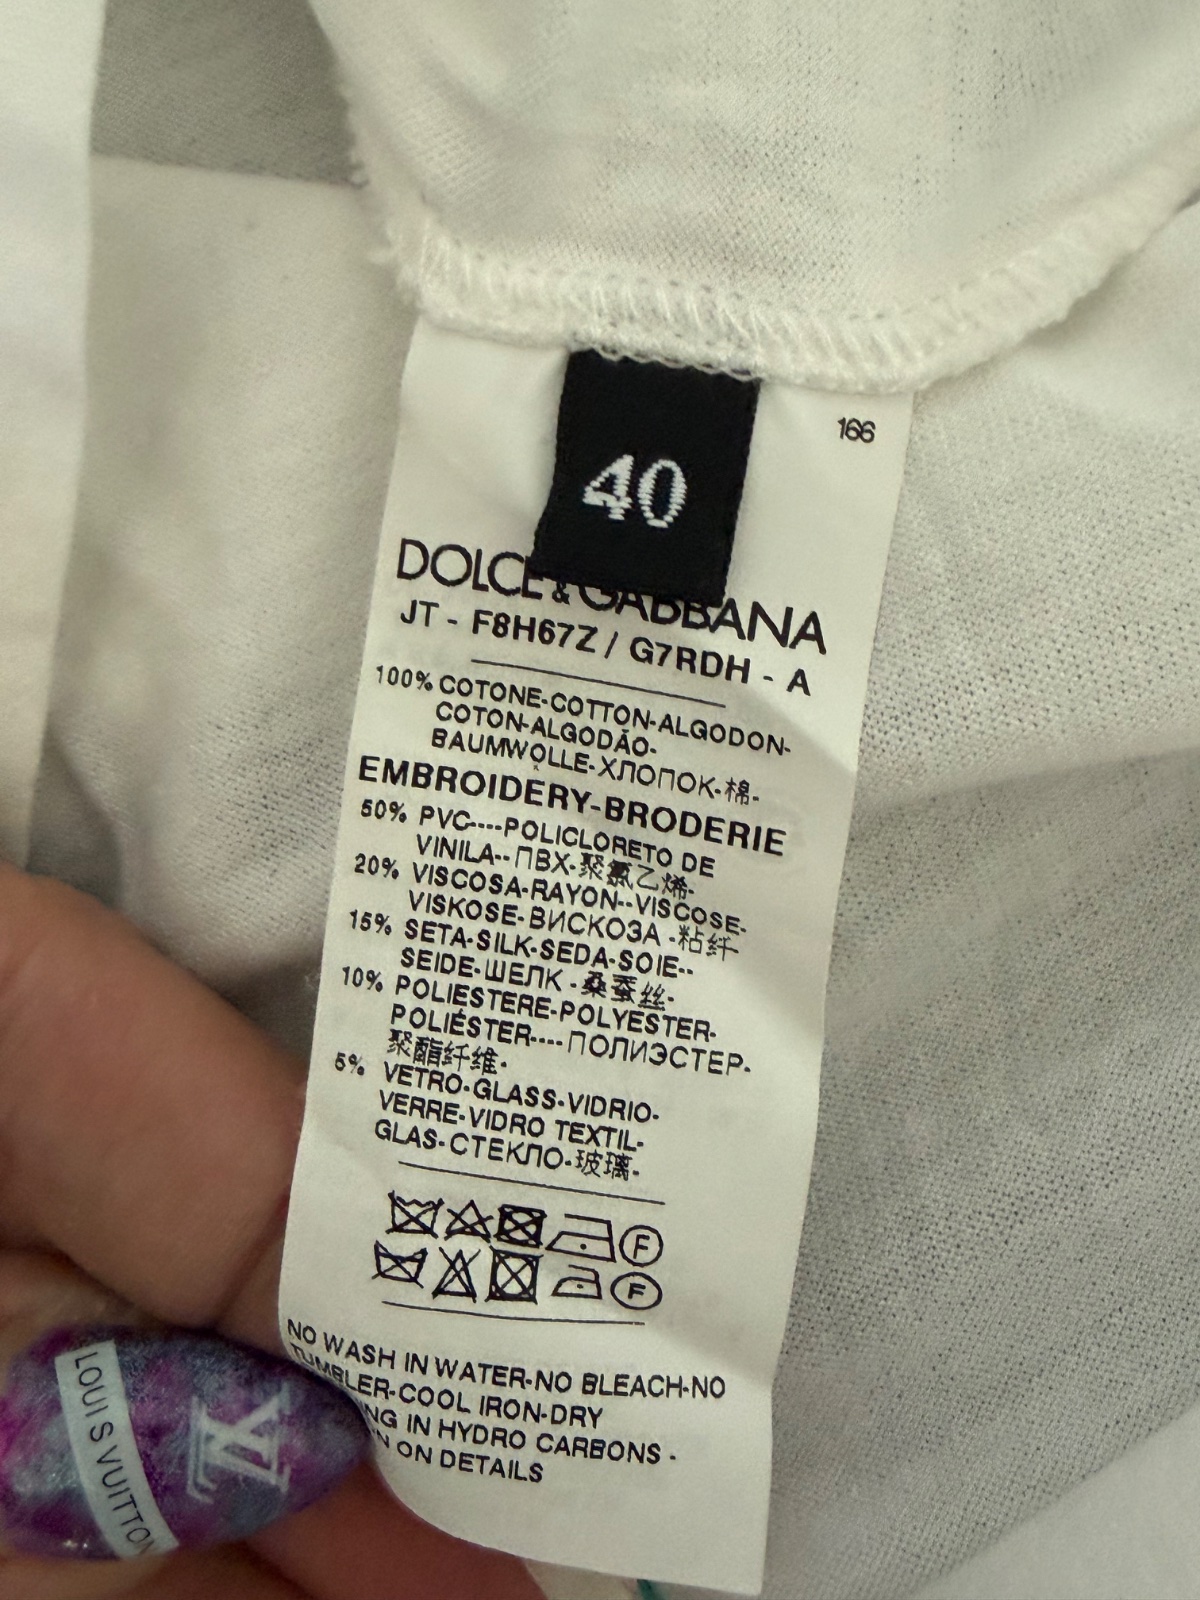 166
40
DOLCE & GABBANA
JT - F8H67Z / G7RDH - A
100% COTONE-COTTON-ALGODON-
COTON-ALGODÃO-
BAUMWOLLE-ХЛОПОК-棉-
EMBROIDERY-BRODERIE
50% PVC----POLICLORETO DE
VINILA--ПВХ-聚氯乙烯-
20% VISCOSA-RAYON--VISCOSE-
VISKOSE-ВИСКОЗА-粘纤-
15% SETA-SILK-SEDA-SOIE--
SEIDE-ШЕЛК-桑蚕丝-
10% POLIESTERE-POLYESTER-
POLIÉSTER----ПОЛИЭСТЕР-
聚酯纤维-
5% VETRO-GLASS-VIDRIO-
VERRE-VIDRO TEXTIL-
GLAS-СТЕКЛО-玻璃-
F
F
NO WASH IN WATER-NO BLEACH-NO
TUMBLER-COOL IRON-DRY
IN HYDRO CARBONS -
ON DETAILS
LOUIS VUITTON
LV